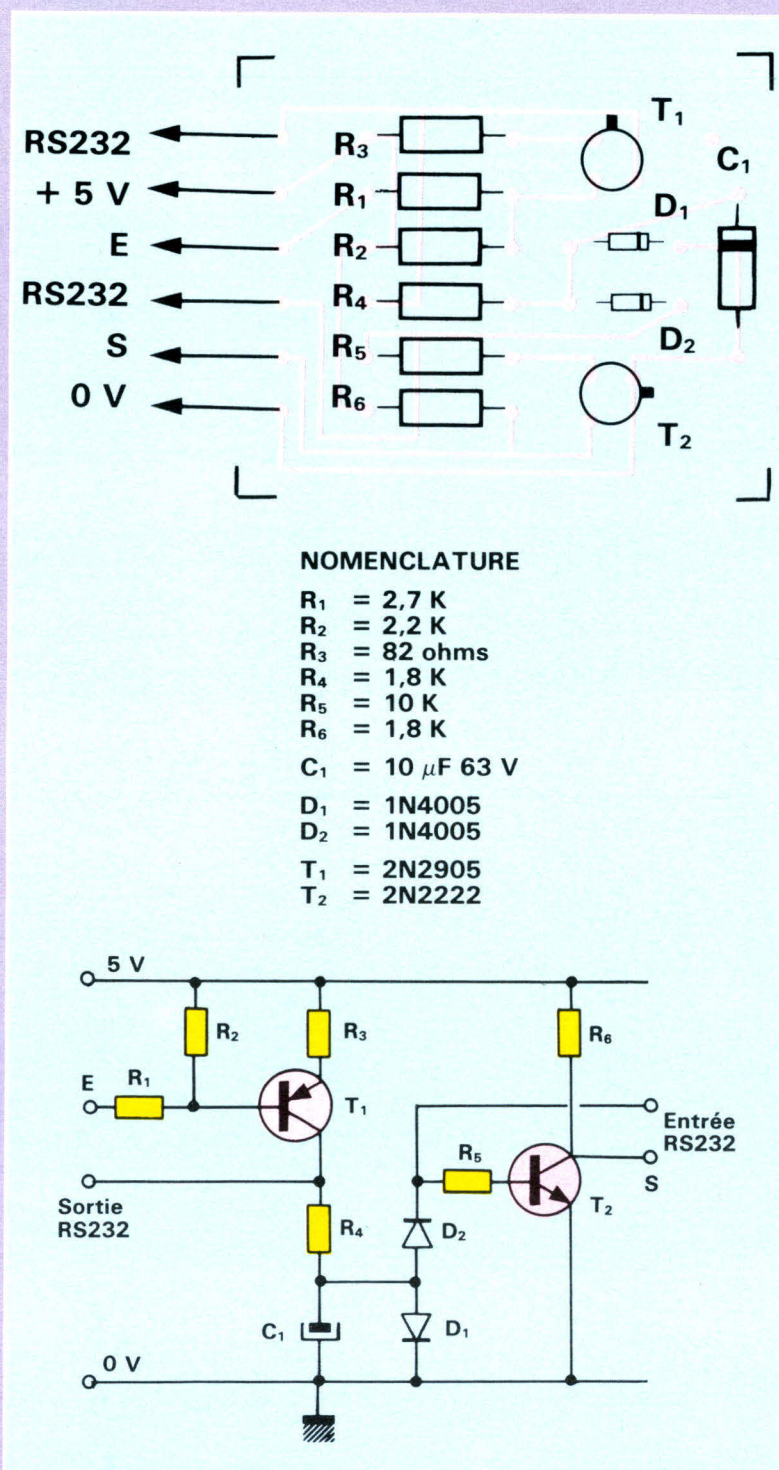 T₁
RS232
R₃
C₁
+ 5 V
R₁
D₁
E
R₂
RS232
R₄
S
R₅
D₂
0 V
R₆
T₂
NOMENCLATURE
R₁ = 2,7 K
R₂ = 2,2 K
R₃ = 82 ohms
R₄ = 1,8 K
R₅ = 10 K
R₆ = 1,8 K
C₁ = 10 µF 63 V
D₁ = 1N4005
D₂ = 1N4005
T₁ = 2N2905
T₂ = 2N2222
5 V
R₂
R₃
R₆
E
R₁
T₁
Entrée
RS232
R₅
S
T₂
Sortie
RS232
R₄
D₂
C₁
D₁
0 V